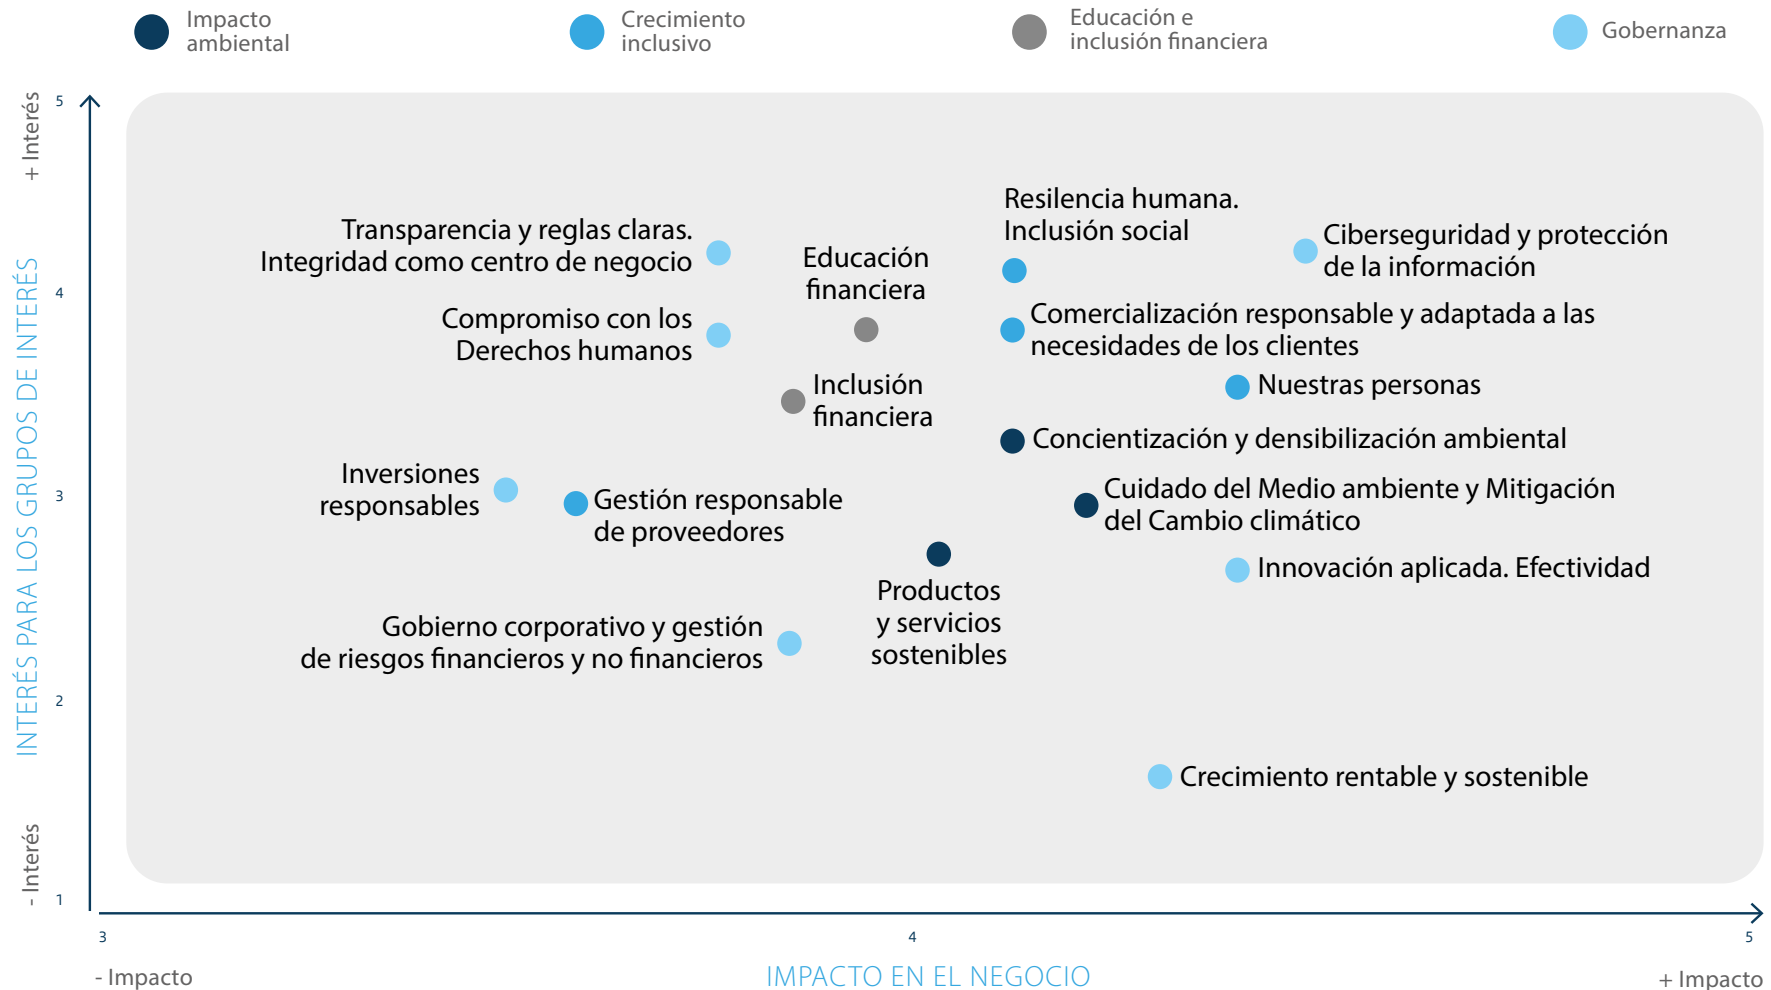 Impacto
ambiental
Crecimiento
inclusivo
Educación e
inclusión financiera
Gobernanza
+ Interés
INTERÉS PARA LOS GRUPOS DE INTERÉS
- Interés
5
4
3
2
1
Resilencia humana.
Inclusión social
Transparencia y reglas claras.
Integridad como centro de negocio
Ciberseguridad y protección
de la información
Educación
financiera
Compromiso con los
Derechos humanos
Comercialización responsable y adaptada a las
necesidades de los clientes
Inclusión
financiera
Nuestras personas
Concientización y densibilización ambiental
Inversiones
responsables
Gestión responsable
de proveedores
Cuidado del Medio ambiente y Mitigación
del Cambio climático
Innovación aplicada. Efectividad
Productos
y servicios
sostenibles
Gobierno corporativo y gestión
de riesgos financieros y no financieros
Crecimiento rentable y sostenible
3
4
5
- Impacto
IMPACTO EN EL NEGOCIO
+ Impacto